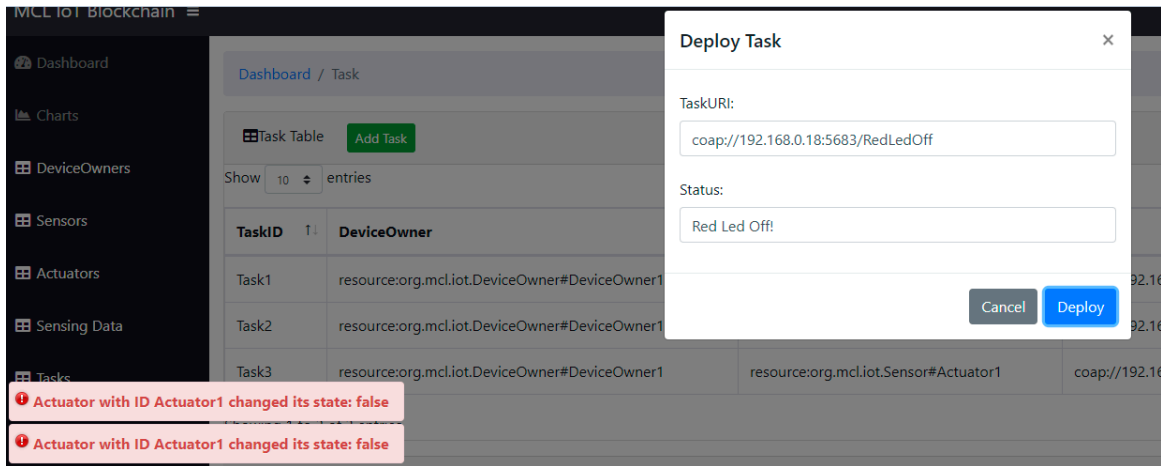 MCL IoT Blockchain
Dashboard
Charts
DeviceOwners
Sensors
Actuators
Sensing Data
Tasks
Dashboard / Task
Task Table Add Task
Show 10 entries
TaskID DeviceOwner
Task1 resource:org.mcl.iot.DeviceOwner#DeviceOwner1 92.16
Task2 resource:org.mcl.iot.DeviceOwner#DeviceOwner1 92.16
Task3 resource:org.mcl.iot.DeviceOwner#DeviceOwner1 resource:org.mcl.iot.Sensor#Actuator1 coap://192.16
Deploy Task ×
TaskURI:
coap://192.168.0.18:5683/RedLedOff
Status:
Red Led Off!
Cancel Deploy
Actuator with ID Actuator1 changed its state: false
Actuator with ID Actuator1 changed its state: false